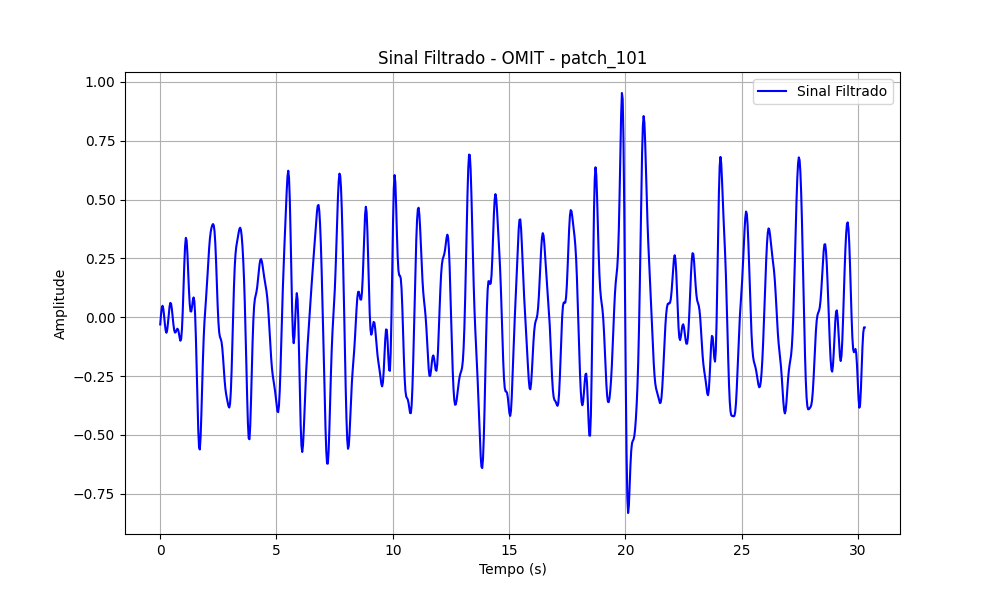 Sinal Filtrado - OMIT - patch_101
Sinal Filtrado
1.00
0.75
0.50
0.25
0.00
−0.25
−0.50
−0.75
Amplitude
0 5 10 15 20 25 30
Tempo (s)